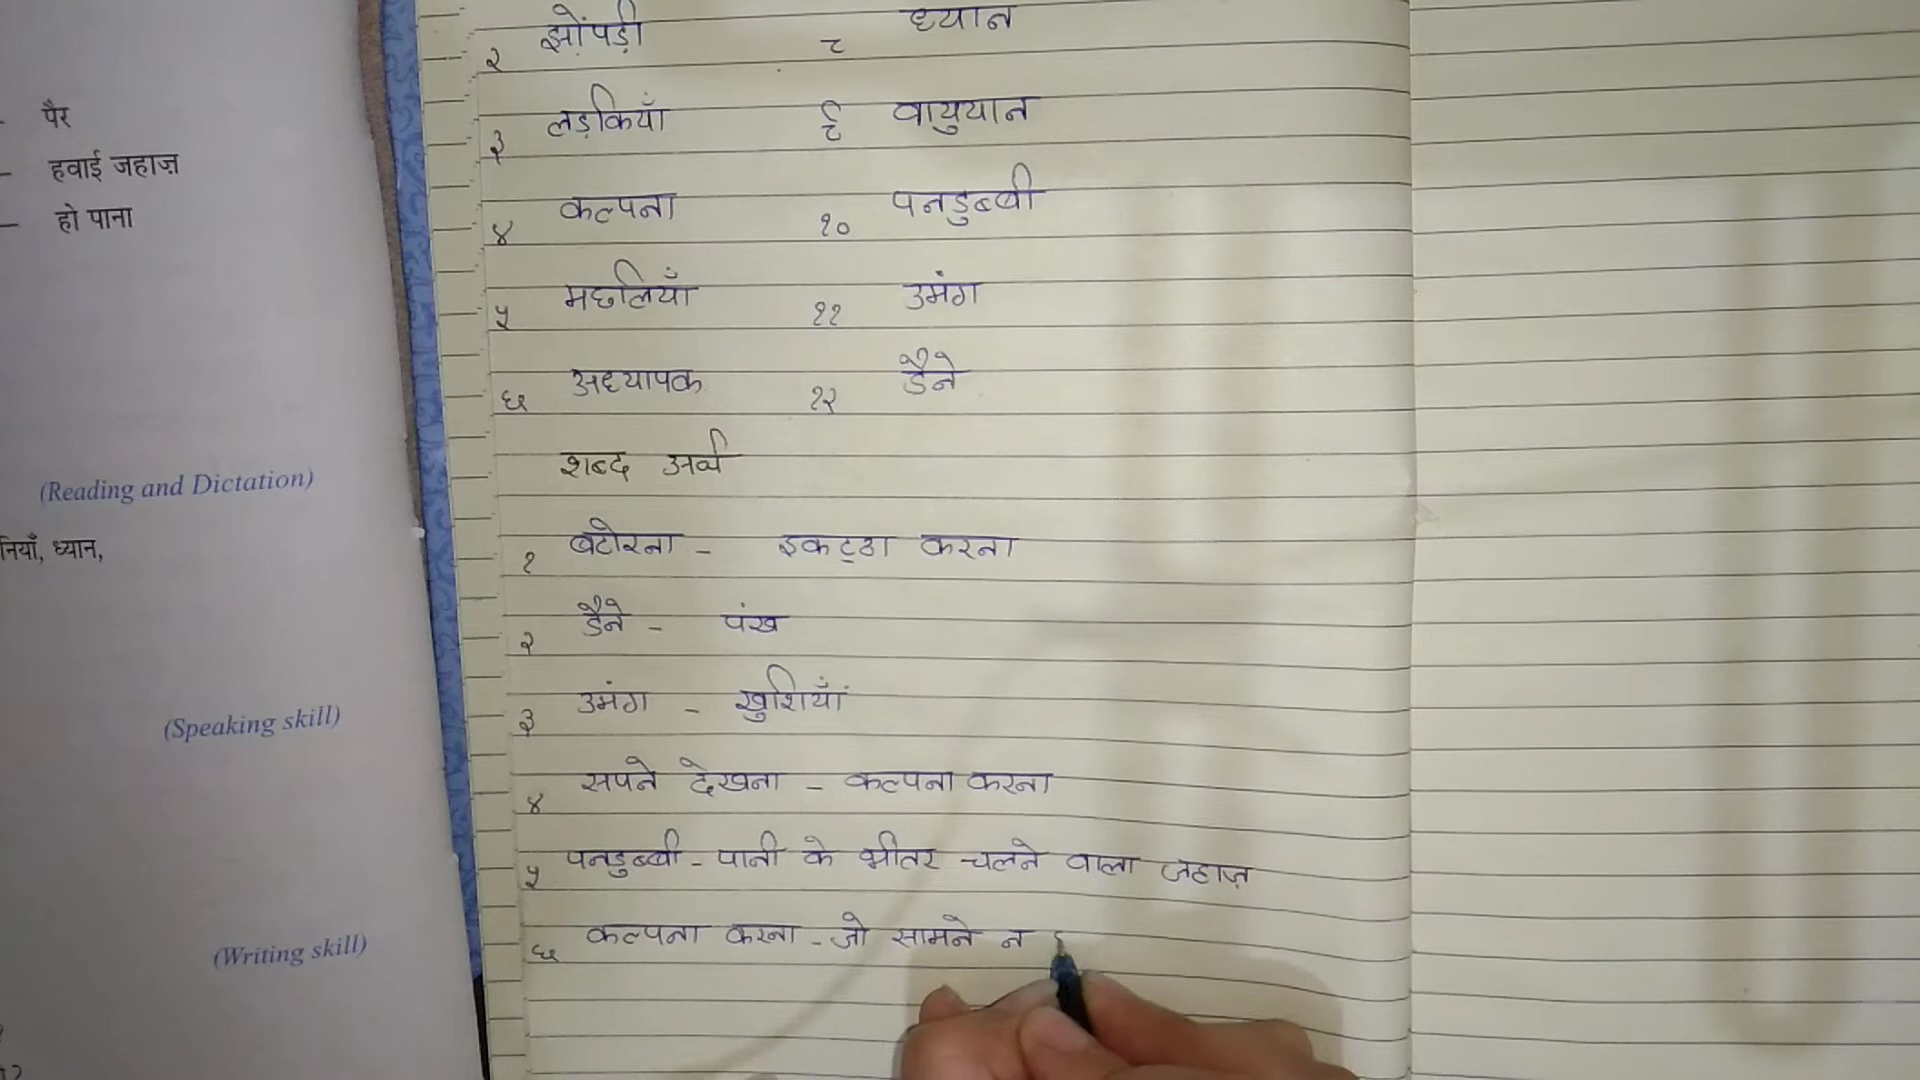 पैर
– हवाई जहाज़
– हो पाना
(Reading and Dictation)
नियाँ, ध्यान,
(Speaking skill)
(Writing skill)
२ झोंपड़ी ८ ध्यान
३ लड़कियाँ ९ वायुयान
४ कल्पना १० पनडुब्बी
५ मछलियाँ ११ उमंग
६ अध्यापक १२ डैने
शब्द अर्थ
१ बटोरना - इकट्ठा करना
२ डैने - पंख
३ उमंग - खुशियाँ
४ सपने देखना - कल्पना करना
५ पनडुब्बी - पानी के भीतर चलने वाला जहाज़
६ कल्पना करना - जो सामने न